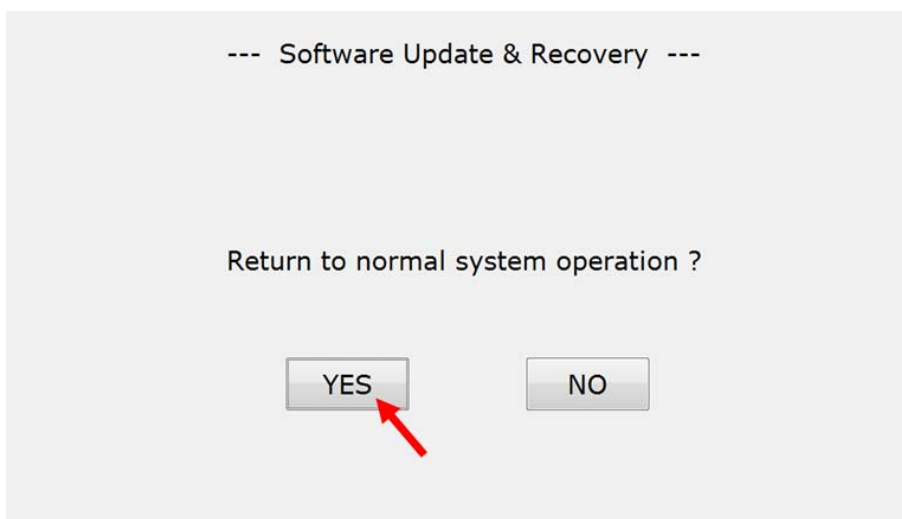 --- Software Update & Recovery ---
Return to normal system operation ?
YES NO